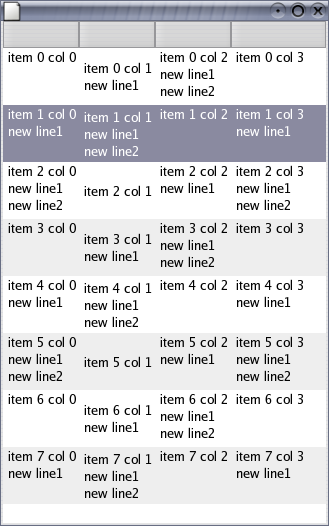 item 0 col 0
item 0 col 1
new line1
item 0 col 2
new line1
new line2
item 0 col 3
item 1 col 0
new line1
item 1 col 1
new line1
new line2
item 1 col 2
item 1 col 3
new line1
item 2 col 0
new line1
new line2
item 2 col 1
item 2 col 2
new line1
item 2 col 3
new line1
new line2
item 3 col 0
item 3 col 1
new line1
item 3 col 2
new line1
new line2
item 3 col 3
item 4 col 0
new line1
item 4 col 1
new line1
new line2
item 4 col 2
item 4 col 3
new line1
item 5 col 0
new line1
new line2
item 5 col 1
item 5 col 2
new line1
item 5 col 3
new line1
new line2
item 6 col 0
item 6 col 1
new line1
item 6 col 2
new line1
new line2
item 6 col 3
item 7 col 0
new line1
item 7 col 1
new line1
new line2
item 7 col 2
item 7 col 3
new line1